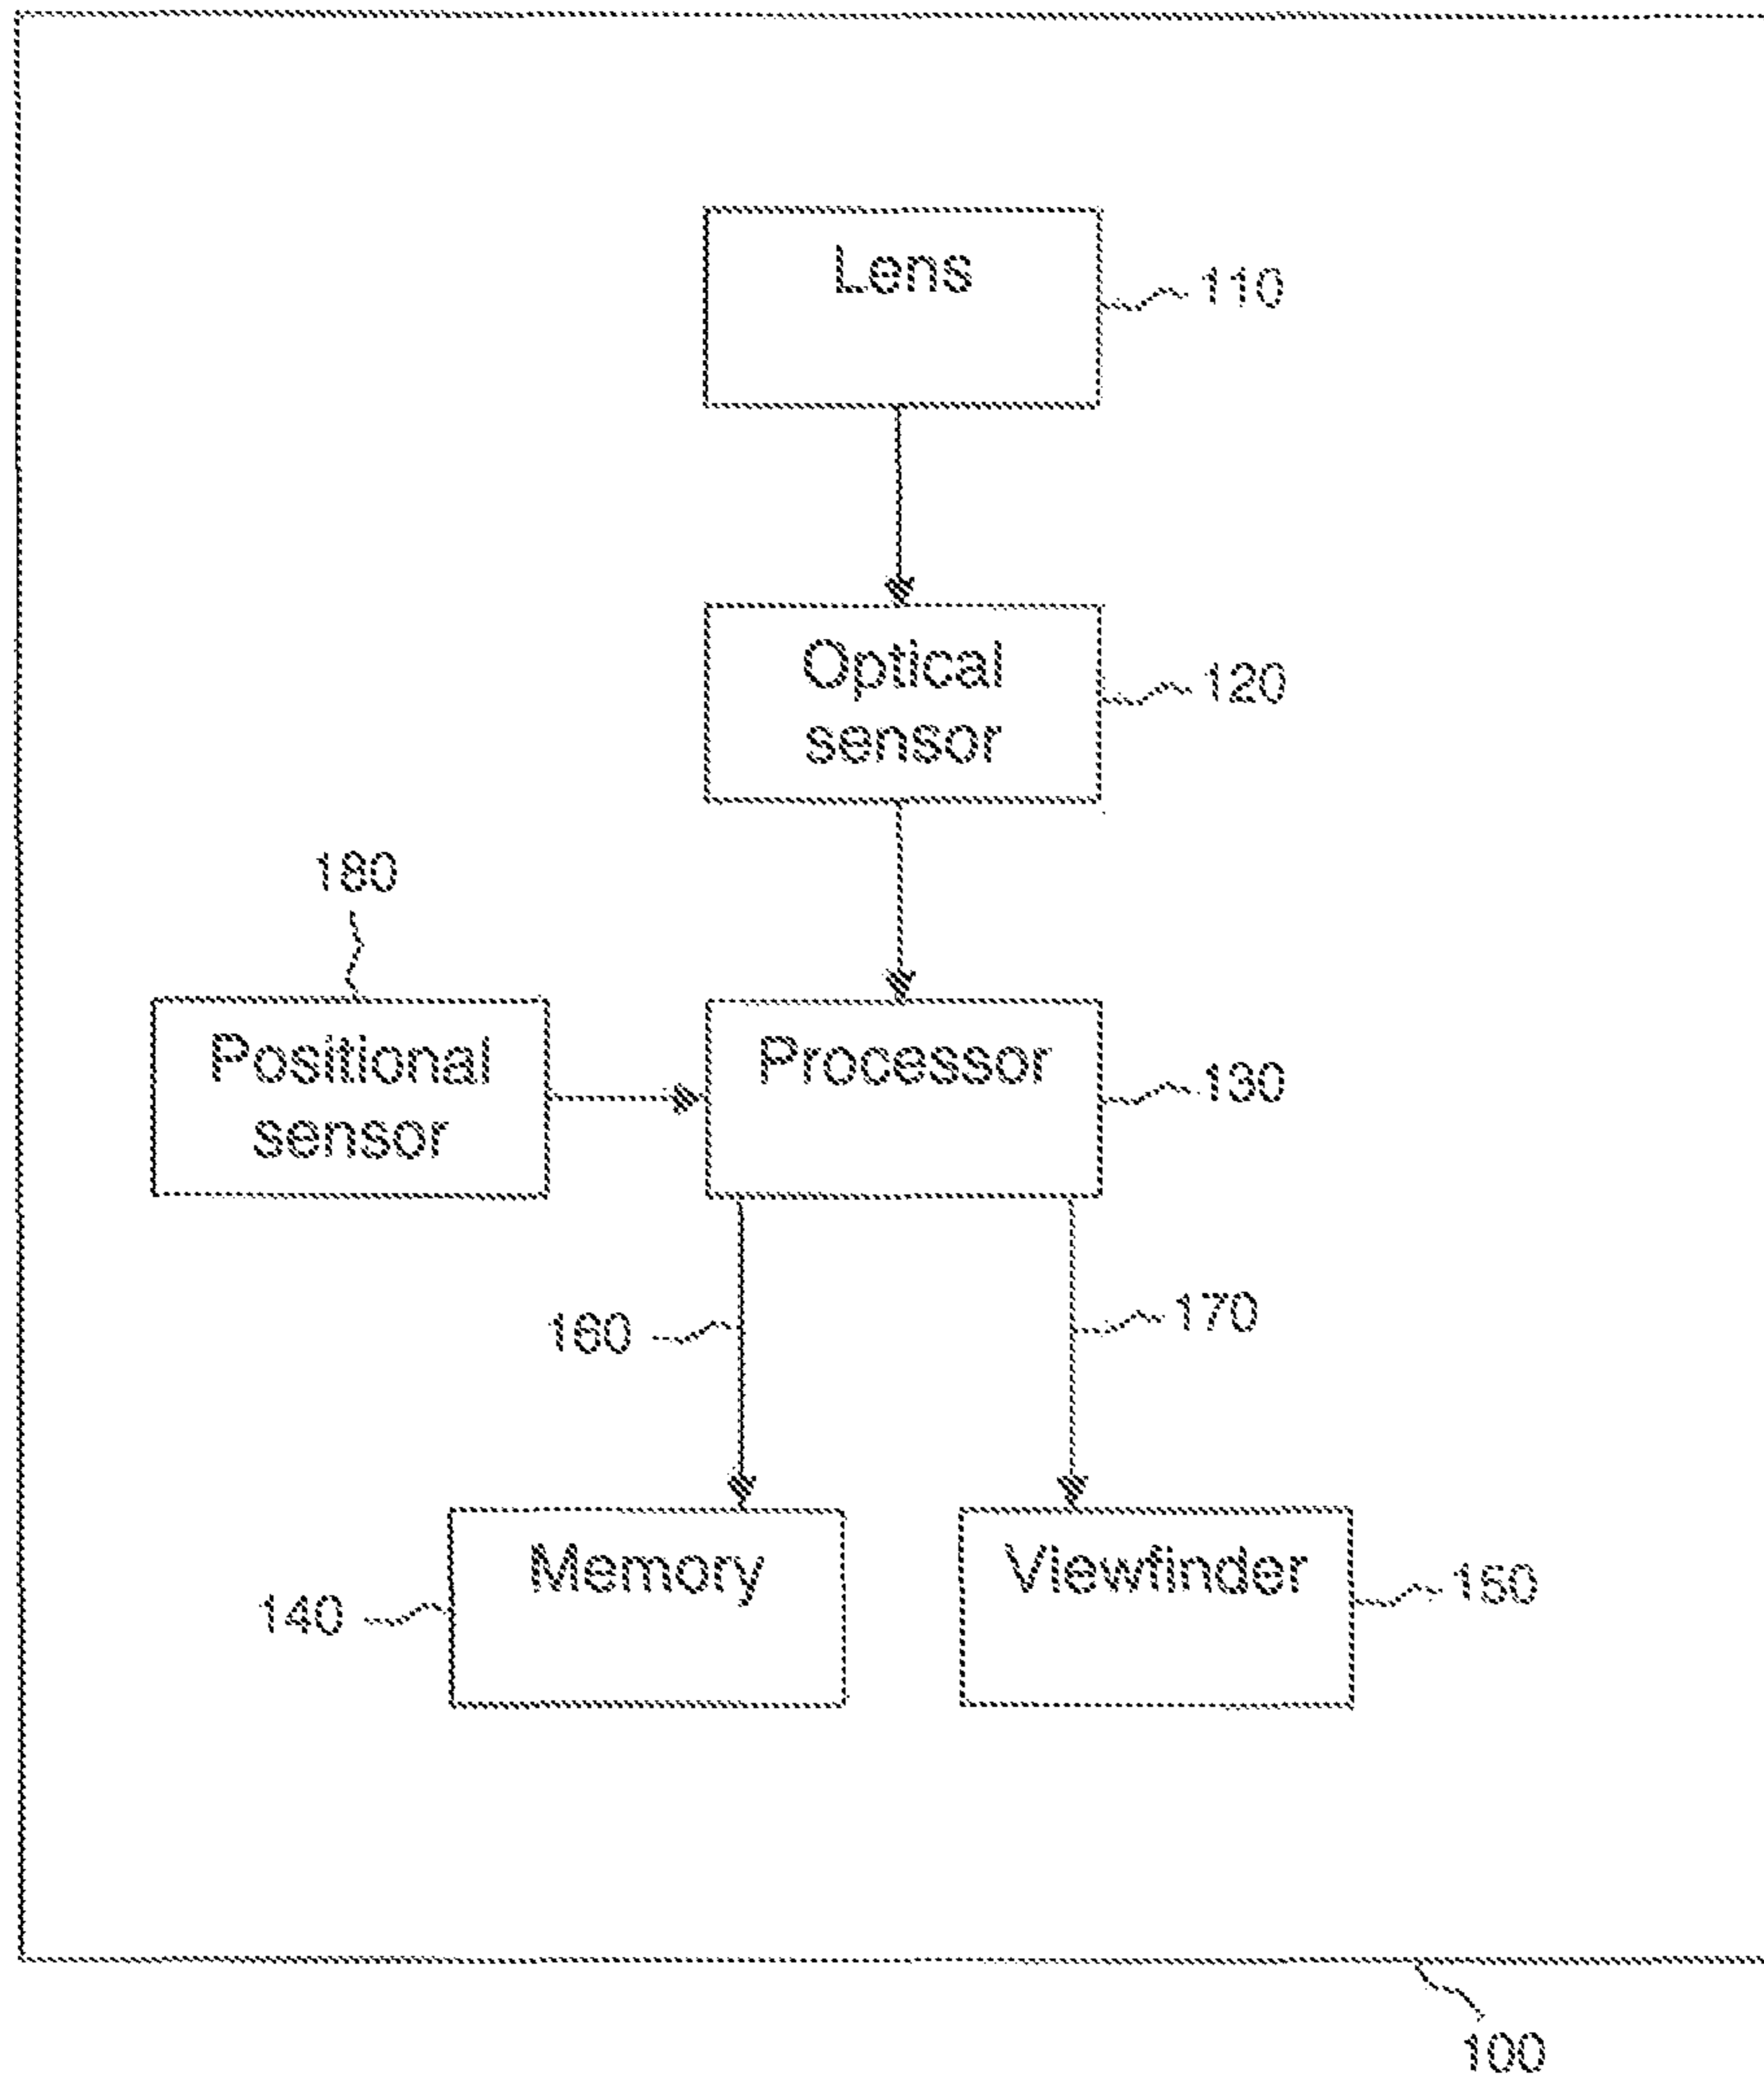 Lens
110
Optical
sensor
120
180
Positional
sensor
Processor
130
160
170
Memory
140
Viewfinder
150
100